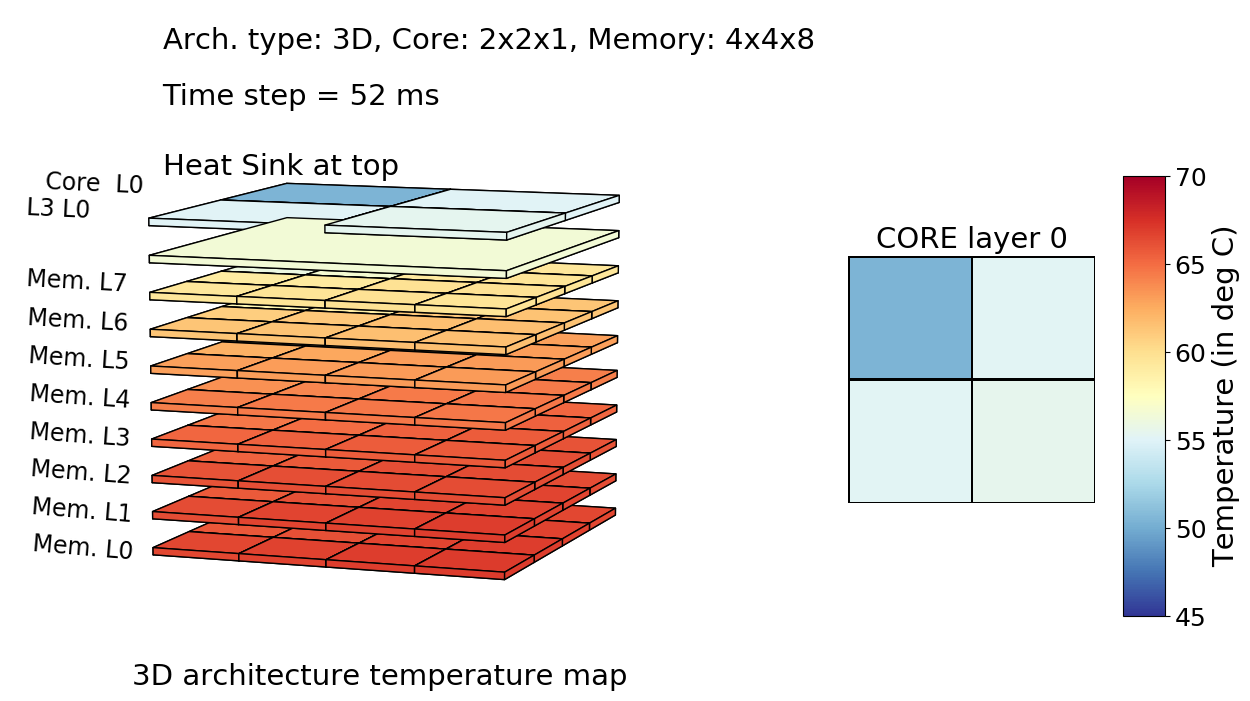 Arch. type: 3D, Core: 2x2x1, Memory: 4x4x8
Time step = 52 ms
Heat Sink at top
Core L0
L3 L0
Mem. L7
Mem. L6
Mem. L5
Mem. L4
Mem. L3
Mem. L2
Mem. L1
Mem. L0
3D architecture temperature map
CORE layer 0
70
65
60
55
50
45
Temperature (in deg C)